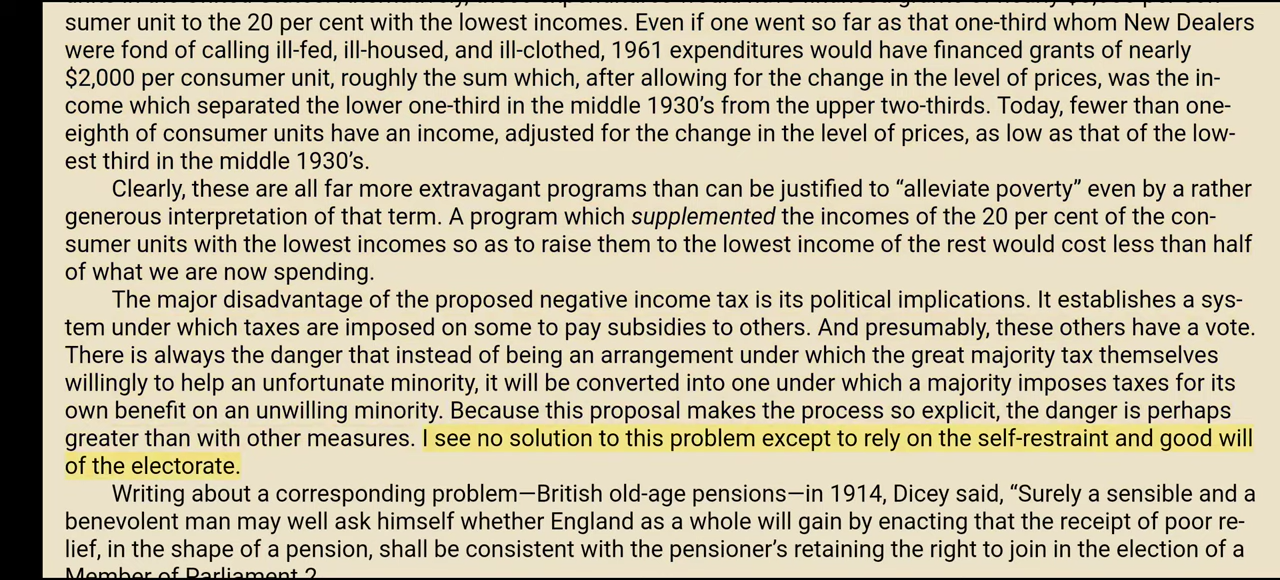 sumer unit to the 20 per cent with the lowest incomes. Even if one went so far as that one-third whom New Dealers
were fond of calling ill-fed, ill-housed, and ill-clothed, 1961 expenditures would have financed grants of nearly
$2,000 per consumer unit, roughly the sum which, after allowing for the change in the level of prices, was the in-
come which separated the lower one-third in the middle 1930’s from the upper two-thirds. Today, fewer than one-
eighth of consumer units have an income, adjusted for the change in the level of prices, as low as that of the low-
est third in the middle 1930’s.
Clearly, these are all far more extravagant programs than can be justified to “alleviate poverty” even by a rather
generous interpretation of that term. A program which supplemented the incomes of the 20 per cent of the con-
sumer units with the lowest incomes so as to raise them to the lowest income of the rest would cost less than half
of what we are now spending.
The major disadvantage of the proposed negative income tax is its political implications. It establishes a sys-
tem under which taxes are imposed on some to pay subsidies to others. And presumably, these others have a vote.
There is always the danger that instead of being an arrangement under which the great majority tax themselves
willingly to help an unfortunate minority, it will be converted into one under which a majority imposes taxes for its
own benefit on an unwilling minority. Because this proposal makes the process so explicit, the danger is perhaps
greater than with other measures. I see no solution to this problem except to rely on the self-restraint and good will
of the electorate.
Writing about a corresponding problem—British old-age pensions—in 1914, Dicey said, “Surely a sensible and a
benevolent man may well ask himself whether England as a whole will gain by enacting that the receipt of poor re-
lief, in the shape of a pension, shall be consistent with the pensioner’s retaining the right to join in the election of a
Member of Parliament.?